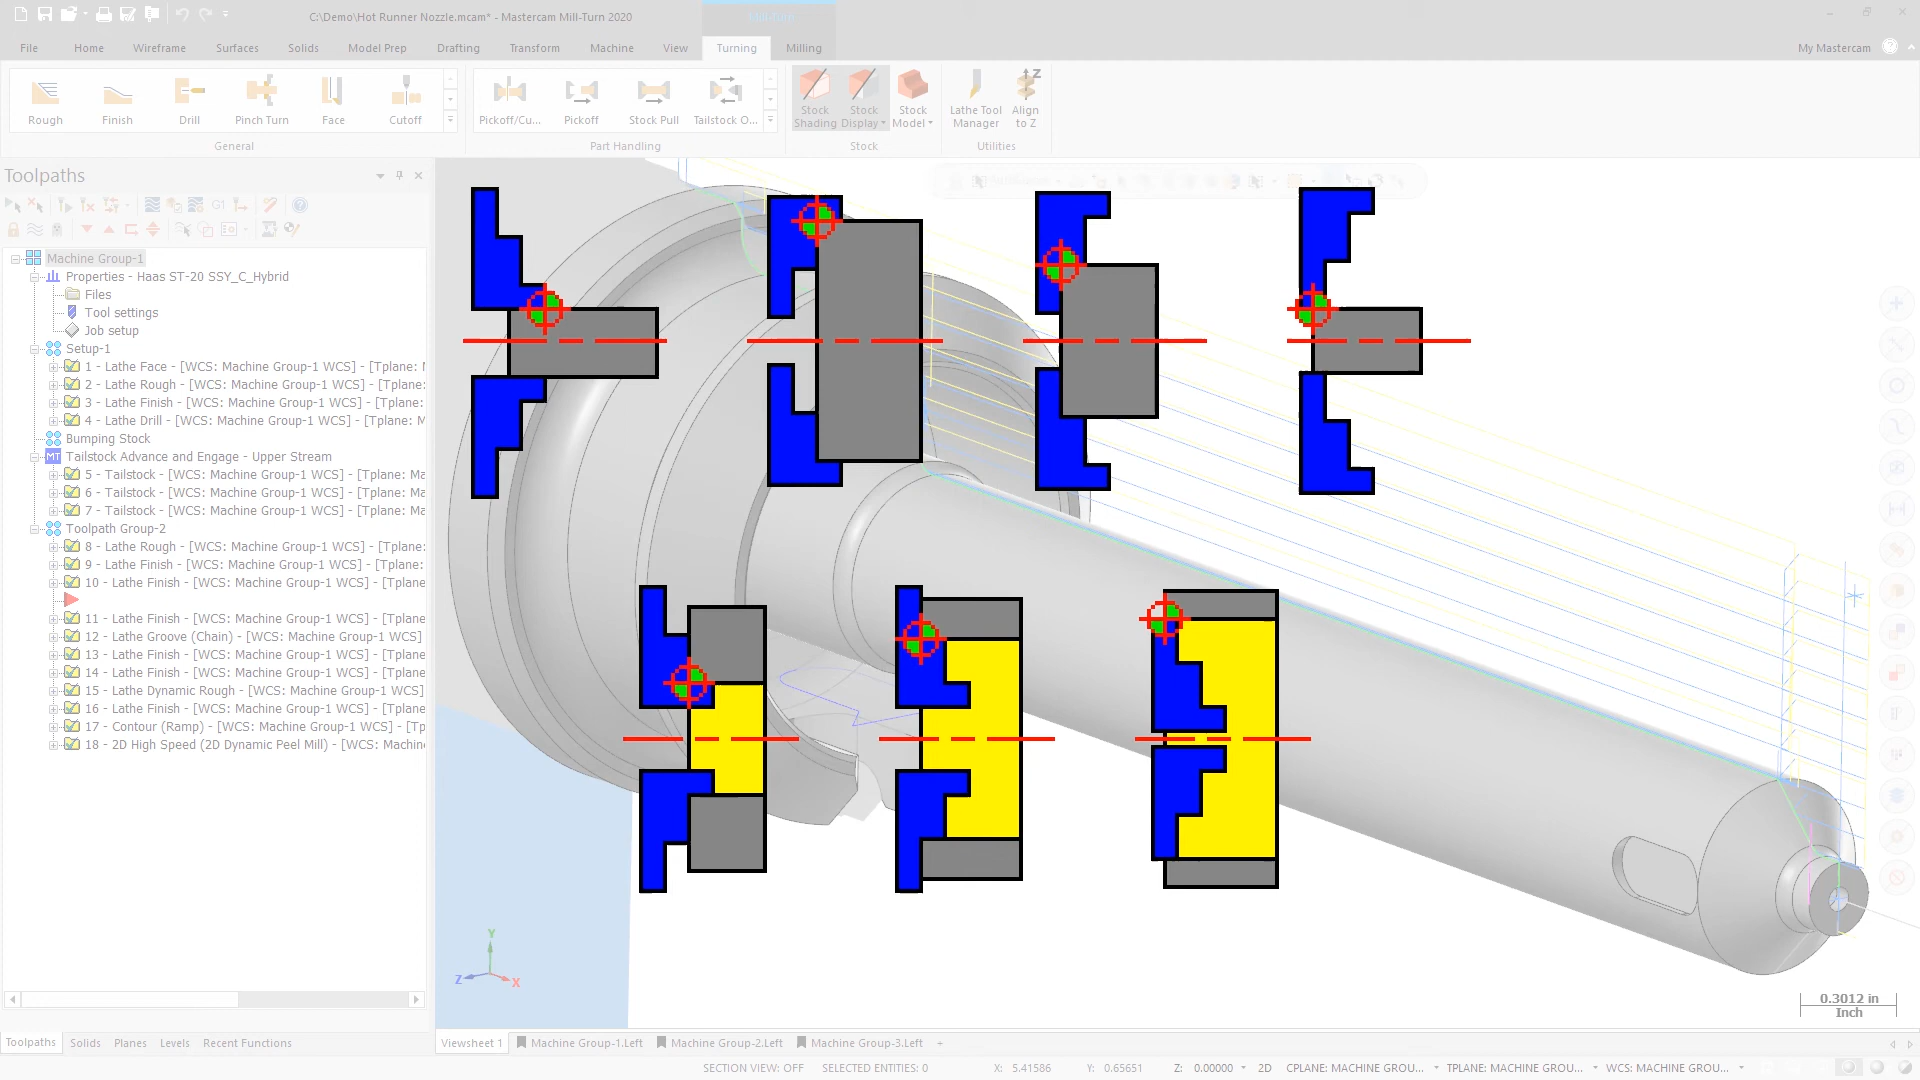 C:\Demo\Hot Runner Nozzle.mcam* - Mastercam Mill-Turn 2020
Mill-Turn
File Home Wireframe Surfaces Solids Model Prep Drafting Transform Machine View Turning Milling My Mastercam
Rough Finish Drill Pinch Turn Face Cutoff
Pickoff/Cu... Pickoff Stock Pull Tailstock O...
Stock Shading
Stock Display
Stock Model
Lathe Tool Manager
Align to Z
General Part Handling Stock Utilities
Toolpaths
G1
Machine Group-1
Properties - Haas ST-20 SSY_C_Hybrid
Files
Tool settings
Job setup
Setup-1
1 - Lathe Face - [WCS: Machine Group-1 WCS] - [Tplane: M
2 - Lathe Rough - [WCS: Machine Group-1 WCS] - [Tplane:
3 - Lathe Finish - [WCS: Machine Group-1 WCS] - [Tplane:
4 - Lathe Drill - [WCS: Machine Group-1 WCS] - [Tplane: M
Bumping Stock
MT Tailstock Advance and Engage - Upper Stream
5 - Tailstock - [WCS: Machine Group-1 WCS] - [Tplane: Ma
6 - Tailstock - [WCS: Machine Group-1 WCS] - [Tplane: Ma
7 - Tailstock - [WCS: Machine Group-1 WCS] - [Tplane: Ma
Toolpath Group-2
8 - Lathe Rough - [WCS: Machine Group-1 WCS] - [Tplane:
9 - Lathe Finish - [WCS: Machine Group-1 WCS] - [Tplane:
10 - Lathe Finish - [WCS: Machine Group-1 WCS] - [Tplane
11 - Lathe Finish - [WCS: Machine Group-1 WCS] - [Tplane
12 - Lathe Groove (Chain) - [WCS: Machine Group-1 WCS]
13 - Lathe Finish - [WCS: Machine Group-1 WCS] - [Tplane
14 - Lathe Finish - [WCS: Machine Group-1 WCS] - [Tplane
15 - Lathe Dynamic Rough - [WCS: Machine Group-1 WCS]
16 - Lathe Finish - [WCS: Machine Group-1 WCS] - [Tplane
17 - Contour (Ramp) - [WCS: Machine Group-1 WCS] - [Tp
18 - 2D High Speed (2D Dynamic Peel Mill) - [WCS: Machine
Y
Z
X
0.3012 in
Inch
Toolpaths Solids Planes Levels Recent Functions
Viewsheet 1 Machine Group-1.Left Machine Group-2.Left Machine Group-3.Left +
SECTION VIEW: OFF SELECTED ENTITIES: 0 X: 5.41586 Y: 0.65651 Z: 0.00000 2D CPLANE: MACHINE GROU... TPLANE: MACHINE GROU... WCS: MACHINE GROU...